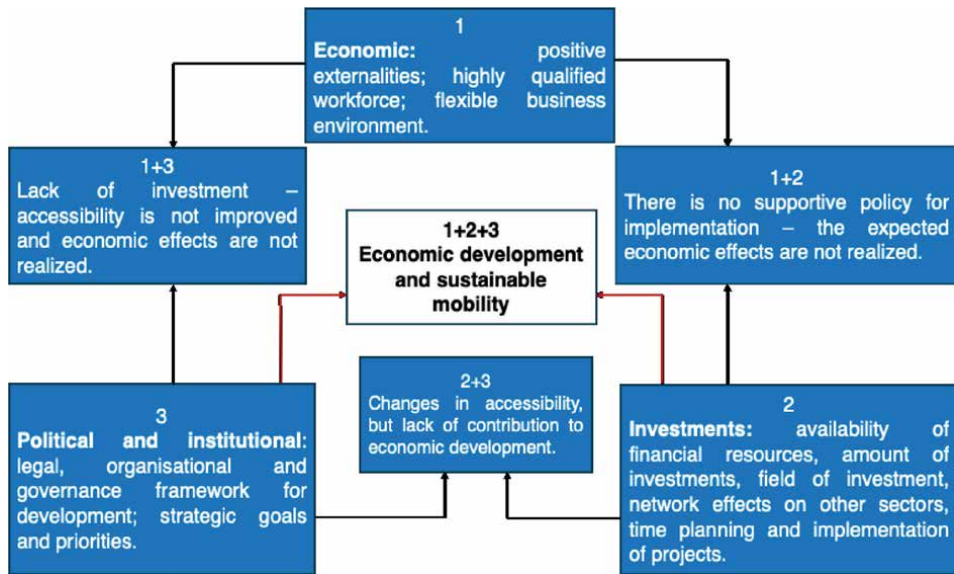 1
Economic: positive
externalities; highly qualified
workforce; flexible business
environment.
1+3
Lack of investment –
accessibility is not improved
and economic effects are not
realized.
1+2
There is no supportive policy for
implementation – the expected
economic effects are not realized.
1+2+3
Economic development
and sustainable
mobility
2+3
Changes in accessibility,
but lack of contribution to
economic development.
3
Political and institutional:
legal, organisational and
governance framework for
development; strategic goals
and priorities.
2
Investments: availability of
financial resources, amount of
investments, field of investment,
network effects on other sectors,
time planning and implementation
of projects.